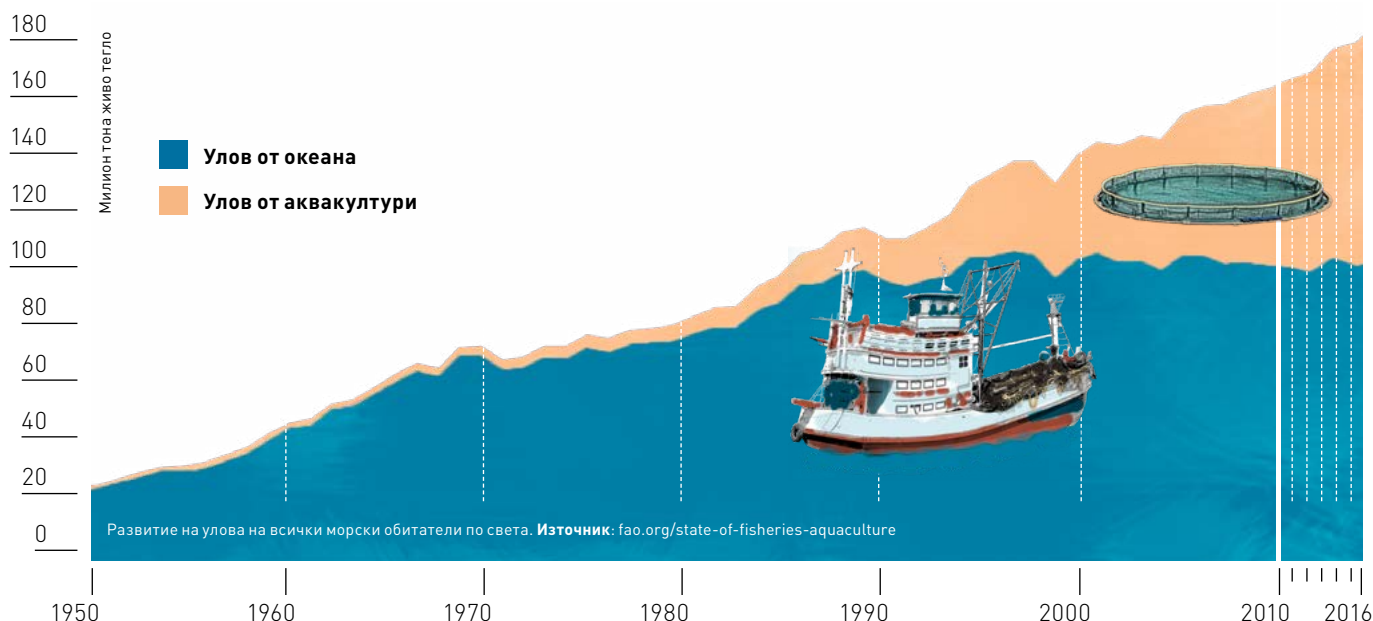 180
160
140
120
100
80
60
40
20
0
Милион тона живо тегло
Улов от океана
Улов от аквакултури
Развитие на улова на всички морски обитатели по света. Източник: fao.org/state-of-fisheries-aquaculture
1950 1960 1970 1980 1990 2000 2010 2016